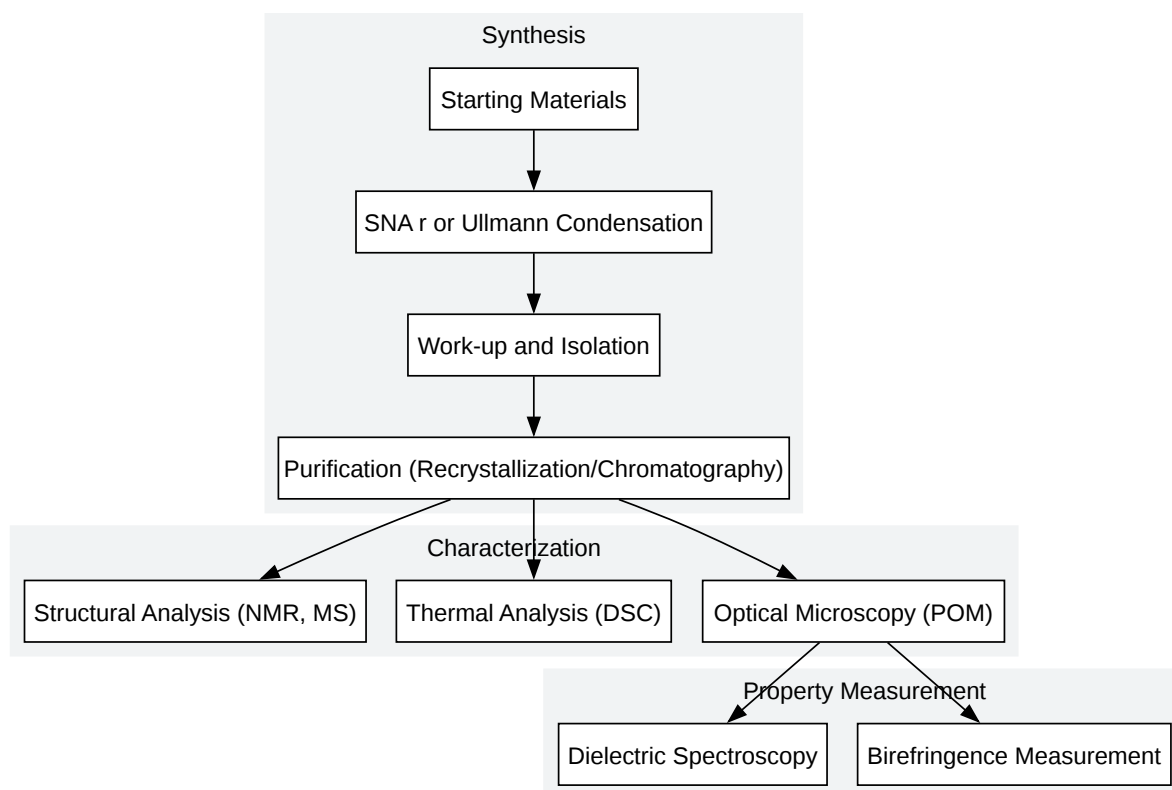 Synthesis
Starting Materials
SNA r or Ullmann Condensation
Work-up and Isolation
Purification (Recrystallization/Chromatography)
Characterization
Structural Analysis (NMR, MS)
Thermal Analysis (DSC)
Optical Microscopy (POM)
Property Measurement
Dielectric Spectroscopy
Birefringence Measurement